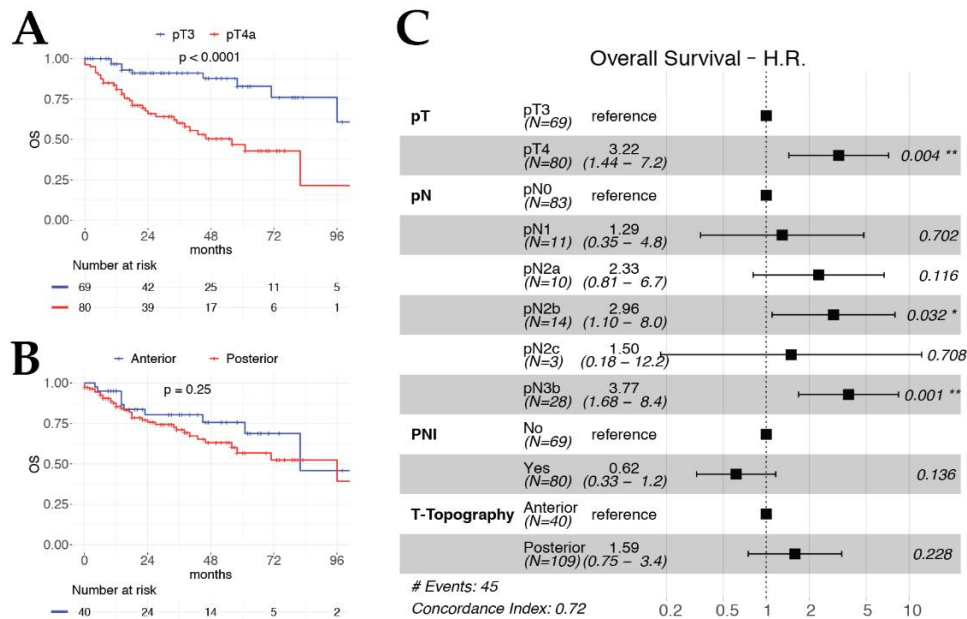 A
pT3 pT4a
p < 0.0001
1.00
0.75
0.50
0.25
0.00
OS
0 24 48 72 96
months
Number at risk
69 42 25 11 5
80 39 17 6 1
B
Anterior Posterior
p = 0.25
1.00
0.75
0.50
0.25
0.00
OS
0 24 48 72 96
months
Number at risk
40 24 14 5 2
C
Overall Survival – H.R.
pT pT3 reference
(N=69)
pT4 3.22 0.004 **
(N=80) (1.44 – 7.2)
pN pN0 reference
(N=83)
pN1 1.29 0.702
(N=11) (0.35 – 4.8)
pN2a 2.33 0.116
(N=10) (0.81 – 6.7)
pN2b 2.96 0.032 *
(N=14) (1.10 – 8.0)
pN2c 1.50 0.708
(N=3) (0.18 – 12.2)
pN3b 3.77 0.001 **
(N=28) (1.68 – 8.4)
PNI No reference
(N=69)
Yes 0.62 0.136
(N=80) (0.33 – 1.2)
T-Topography Anterior reference
(N=40)
Posterior 1.59 0.228
(N=109) (0.75 – 3.4)
# Events: 45
Concordance Index: 0.72
0.2 0.5 1 2 5 10